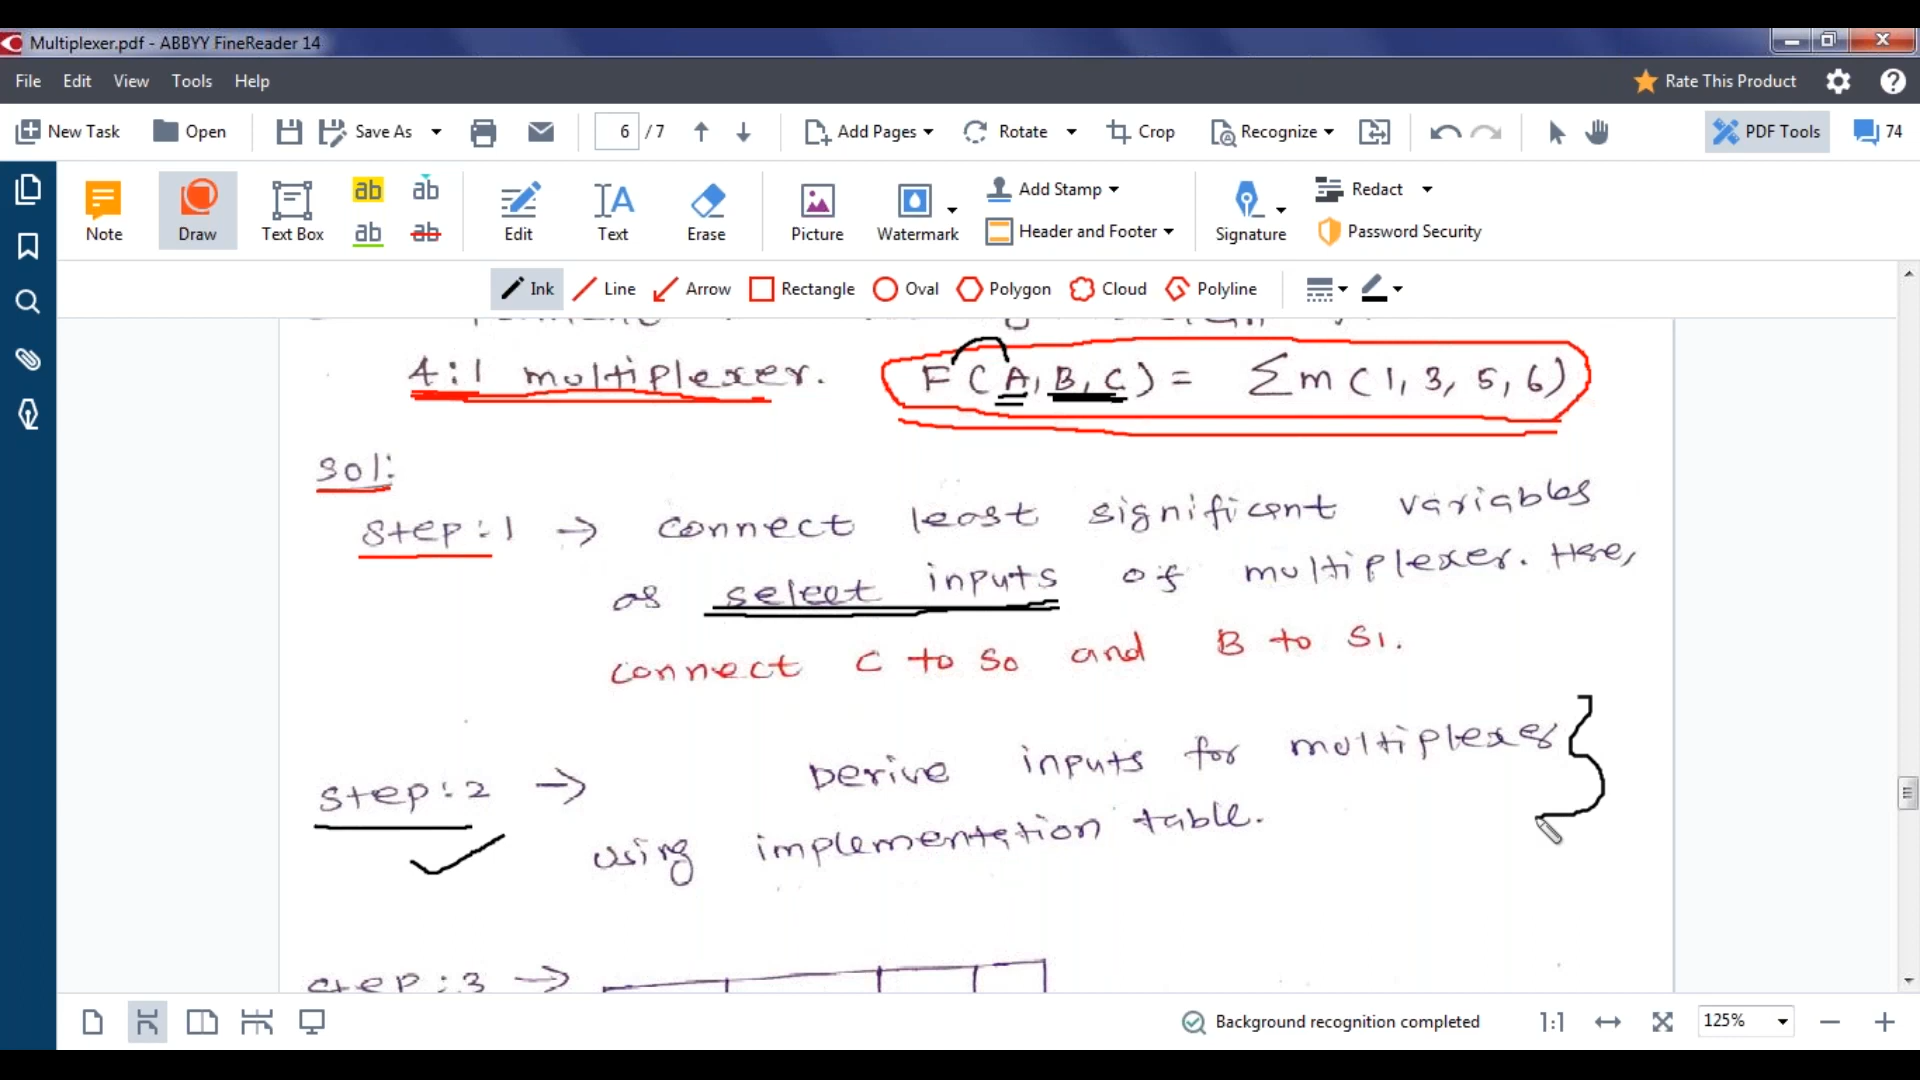 Multiplexer.pdf - ABBYY FineReader 14
File Edit View Tools Help
Rate This Product
New Task Open Save As 6 / 7 Add Pages Rotate Crop Recognize PDF Tools 74
Note Draw Text Box ab ab ab ab Edit Text Erase Picture Watermark Add Stamp Header and Footer Signature Redact Password Security
Ink Line Arrow Rectangle Oval Polygon Cloud Polyline
4:1 multiplexer. F(A,B,C) = Σm(1,3,5,6)
Sol:
Step:1 → connect least significant variables
as select inputs of multiplexer. Here,
connect C to S0 and B to S1.
Step:2 → Derive inputs for multiplexer
using implementation table.
Step:3 →
Background recognition completed 1:1 125%